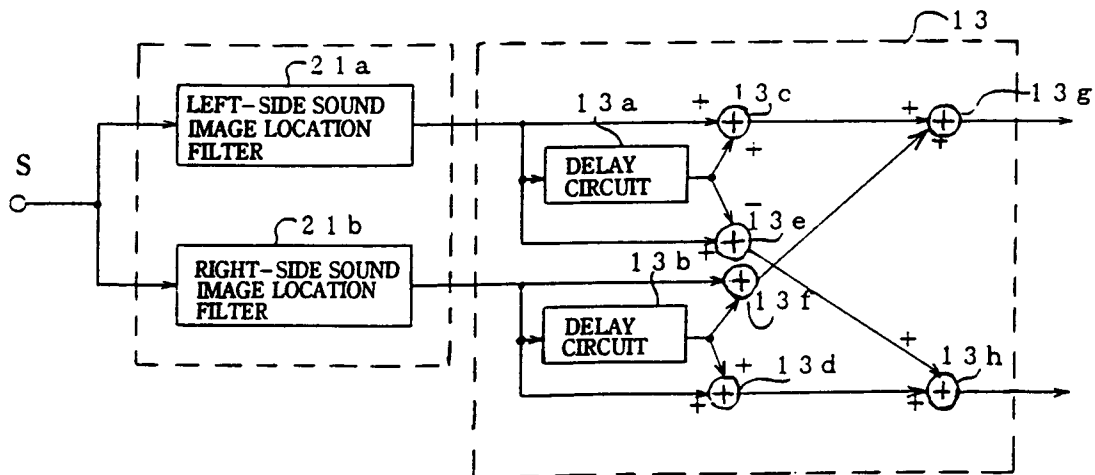 1 3
2 1 a
LEFT-SIDE SOUND
IMAGE LOCATION
FILTER
1 3 a
+
1 3 c
+
1 3 g
+
+
S
DELAY
CIRCUIT
−
1 3 e
+
2 1 b
1 3 b
RIGHT-SIDE SOUND
IMAGE LOCATION
FILTER
1 3 f
DELAY
CIRCUIT
+
1 3 d
+
+
1 3 h
+